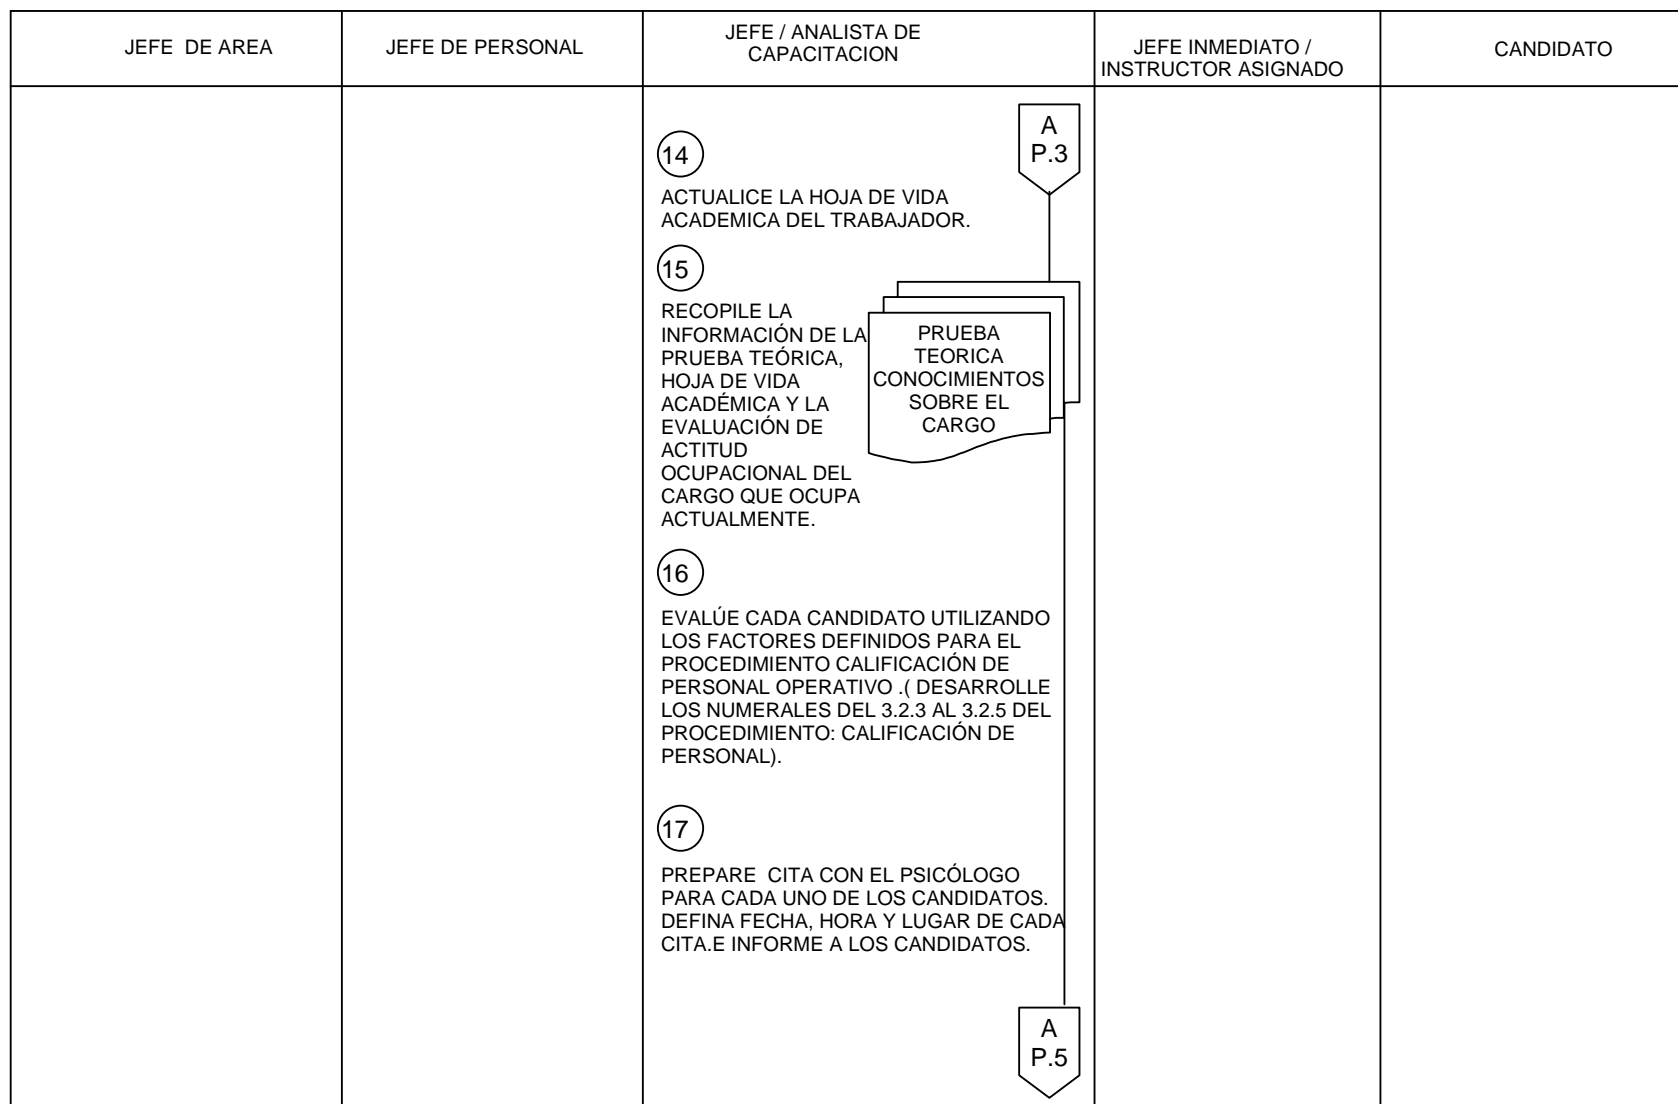 JEFE DE AREA
JEFE DE PERSONAL
JEFE / ANALISTA DE
CAPACITACION
JEFE INMEDIATO /
INSTRUCTOR ASIGNADO
CANDIDATO
A
P.3
14
ACTUALICE LA HOJA DE VIDA
ACADEMICA DEL TRABAJADOR.
15
RECOPILE LA
INFORMACIÓN DE LA
PRUEBA TEÓRICA,
HOJA DE VIDA
ACADÉMICA Y LA
EVALUACIÓN DE
ACTITUD
OCUPACIONAL DEL
CARGO QUE OCUPA
ACTUALMENTE.
PRUEBA
TEORICA
CONOCIMIENTOS
SOBRE EL
CARGO
16
EVALÚE CADA CANDIDATO UTILIZANDO
LOS FACTORES DEFINIDOS PARA EL
PROCEDIMIENTO CALIFICACIÓN DE
PERSONAL OPERATIVO .( DESARROLLE
LOS NUMERALES DEL 3.2.3 AL 3.2.5 DEL
PROCEDIMIENTO: CALIFICACIÓN DE
PERSONAL).
17
PREPARE  CITA CON EL PSICÓLOGO
PARA CADA UNO DE LOS CANDIDATOS.
DEFINA FECHA, HORA Y LUGAR DE CADA
CITA.E INFORME A LOS CANDIDATOS.
A
P.5